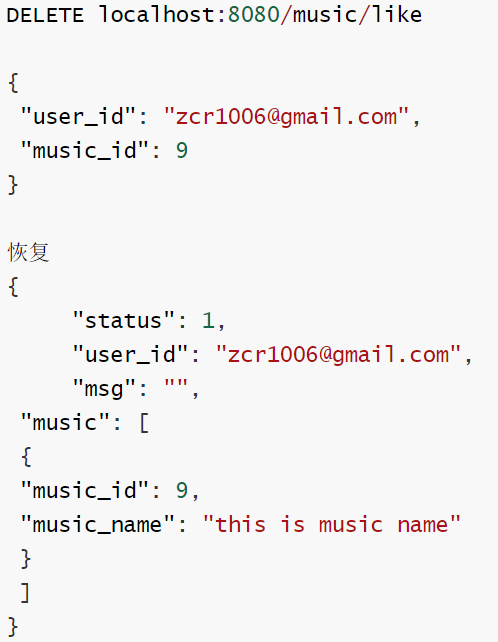 DELETE localhost:8080/music/like
{
"user_id": "zcr1006@gmail.com",
"music_id": 9
}
恢复
{
"status": 1,
"user_id": "zcr1006@gmail.com",
"msg": "",
"music": [
{
"music_id": 9,
"music_name": "this is music name"
}
]
}